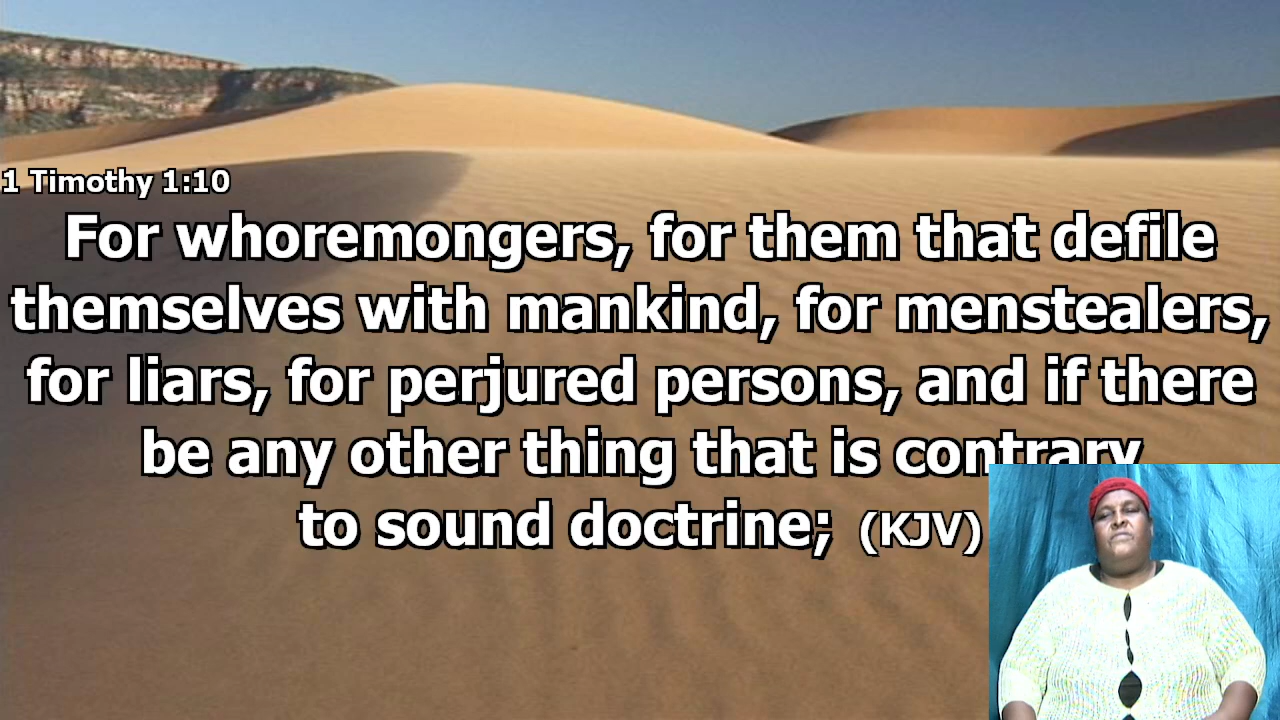 1 Timothy 1:10
For whoremongers, for them that defile
themselves with mankind, for menstealers,
for liars, for perjured persons, and if there
be any other thing that is contrary
to sound doctrine; (KJV)